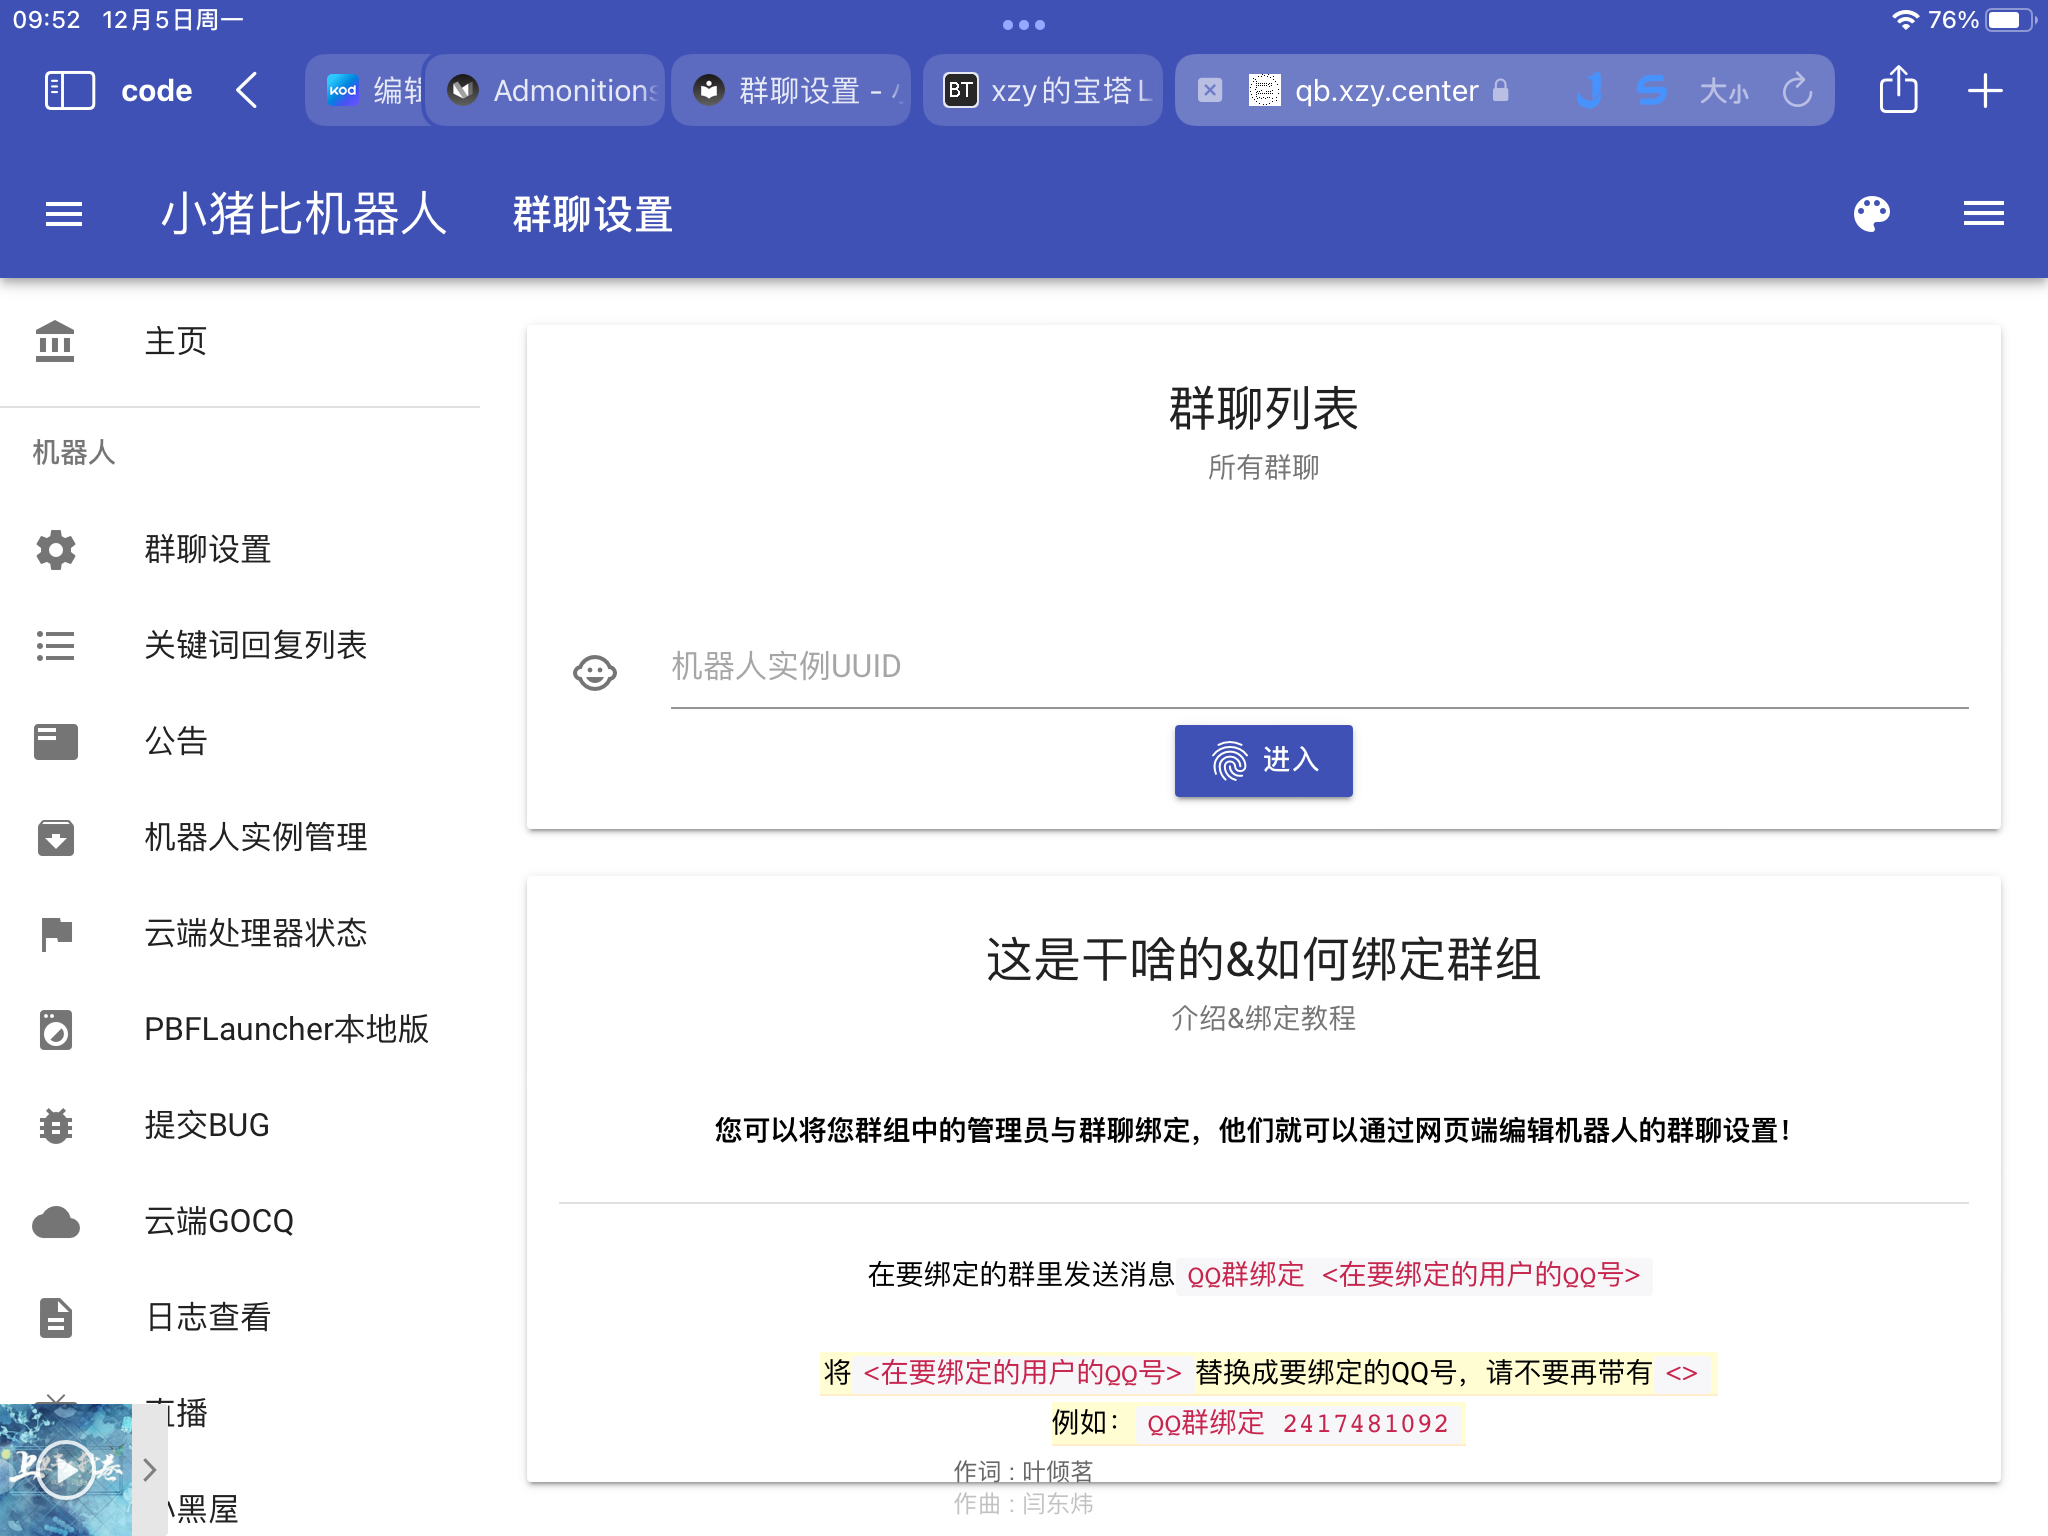 09:52 12月5日周一
76%
code
kod 编辑
Admonitions
群聊设置 -
BT xzy的宝塔L
qb.xzy.center
大小
小猪比机器人 群聊设置
主页
机器人
群聊设置
关键词回复列表
公告
机器人实例管理
云端处理器状态
PBFLauncher本地版
提交BUG
云端GOCQ
日志查看
直播
小黑屋
群聊列表
所有群聊
机器人实例UUID
进入
这是干啥的&如何绑定群组
介绍&绑定教程
您可以将您群组中的管理员与群聊绑定，他们就可以通过网页端编辑机器人的群聊设置！
在要绑定的群里发送消息 QQ群绑定 <在要绑定的用户的QQ号>
将 <在要绑定的用户的QQ号> 替换成要绑定的QQ号，请不要再带有 <>
例如： QQ群绑定 2417481092
作词 : 叶倾茗
作曲 : 闫东炜